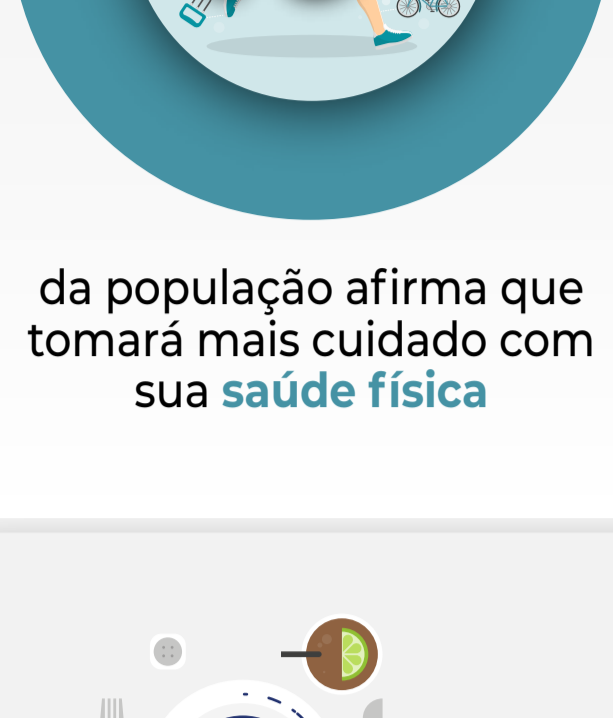 da população afirma que
tomará mais cuidado com
sua saúde física